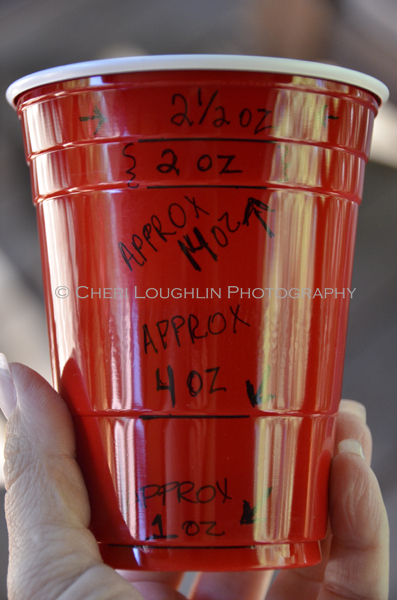 → 2 1/2 OZ -
2 OZ
APPROX
14 OZ
© CHERI LOUGHLIN PHOTOGRAPHY
APPROX
4 OZ
PPROX
1 OZ